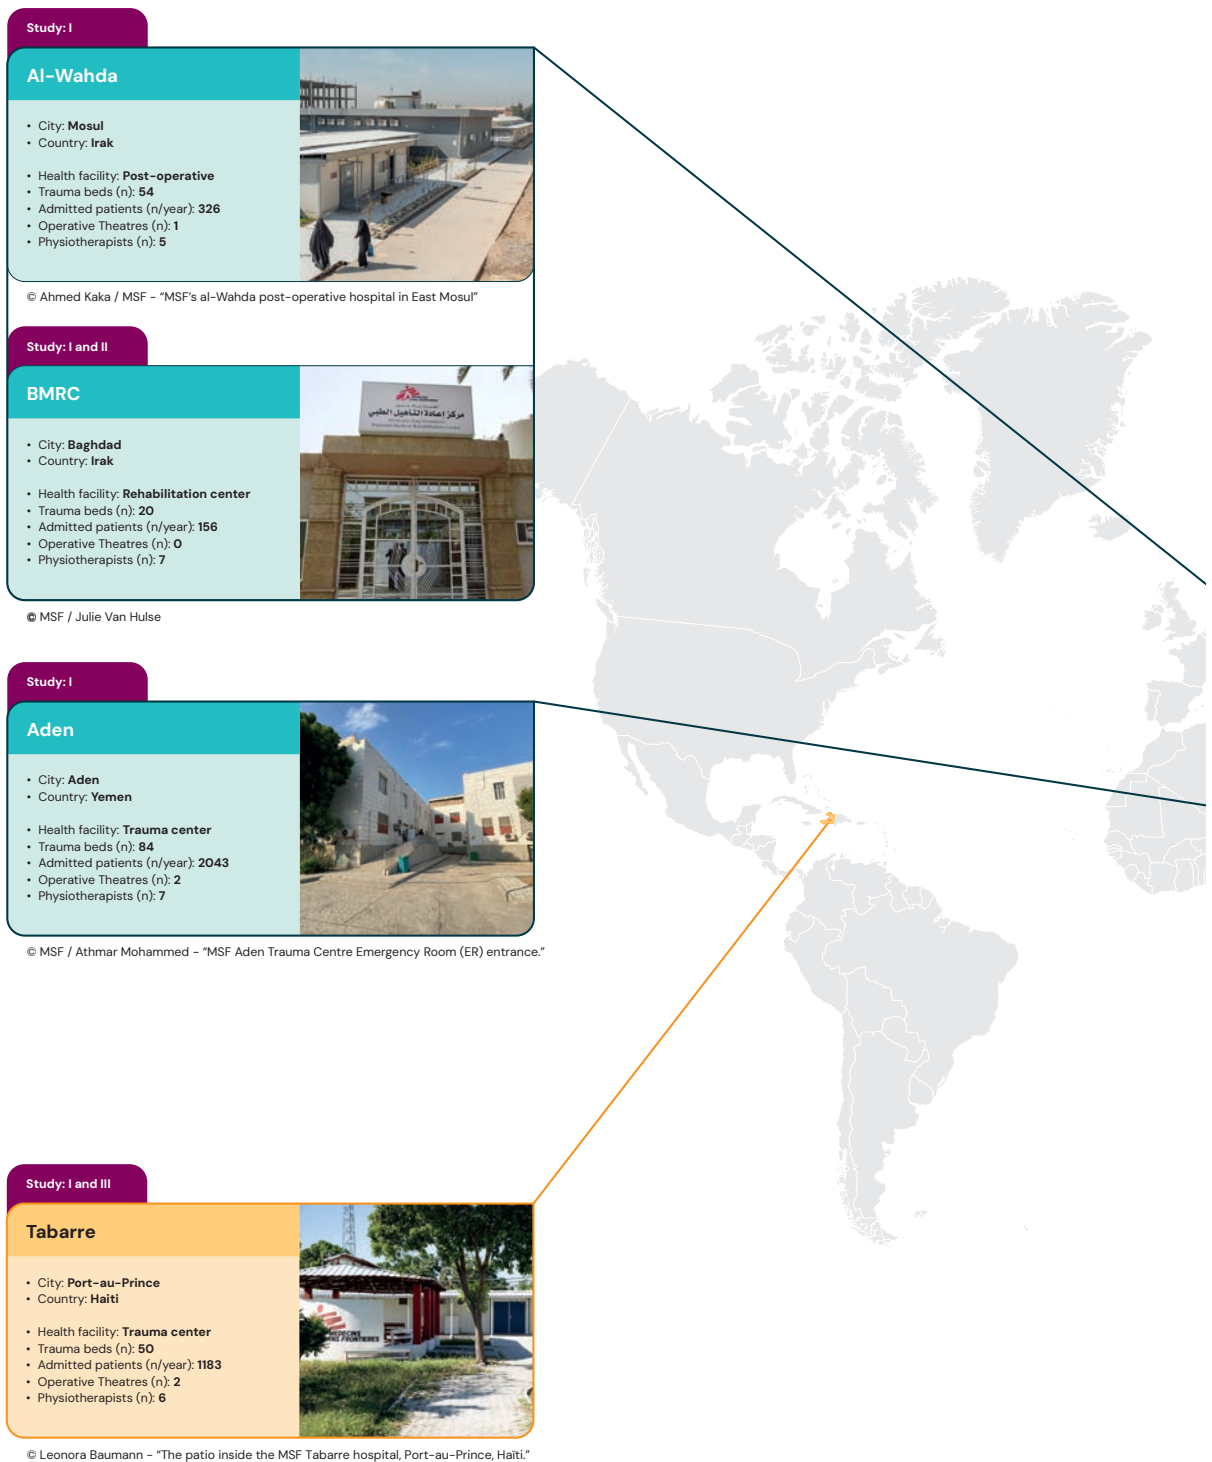 Study: I
Al-Wahda
• City: Mosul
• Country: Irak
• Health facility: Post-operative
• Trauma beds (n): 54
• Admitted patients (n/year): 326
• Operative Theatres (n): 1
• Physiotherapists (n): 5
© Ahmed Kaka / MSF - “MSF’s al-Wahda post-operative hospital in East Mosul”
Study: I and II
BMRC
• City: Baghdad
• Country: Irak
• Health facility: Rehabilitation center
• Trauma beds (n): 20
• Admitted patients (n/year): 156
• Operative Theatres (n): 0
• Physiotherapists (n): 7
مركز إعادة التأهيل الطبي
© MSF / Julie Van Hulse
Study: I
Aden
• City: Aden
• Country: Yemen
• Health facility: Trauma center
• Trauma beds (n): 84
• Admitted patients (n/year): 2043
• Operative Theatres (n): 2
• Physiotherapists (n): 7
© MSF / Athmar Mohammed - “MSF Aden Trauma Centre Emergency Room (ER) entrance.”
Study: I and III
Tabarre
• City: Port-au-Prince
• Country: Haiti
• Health facility: Trauma center
• Trauma beds (n): 50
• Admitted patients (n/year): 1183
• Operative Theatres (n): 2
• Physiotherapists (n): 6
FRONTIERES
© Leonora Baumann - “The patio inside the MSF Tabarre hospital, Port-au-Prince, Haïti.”